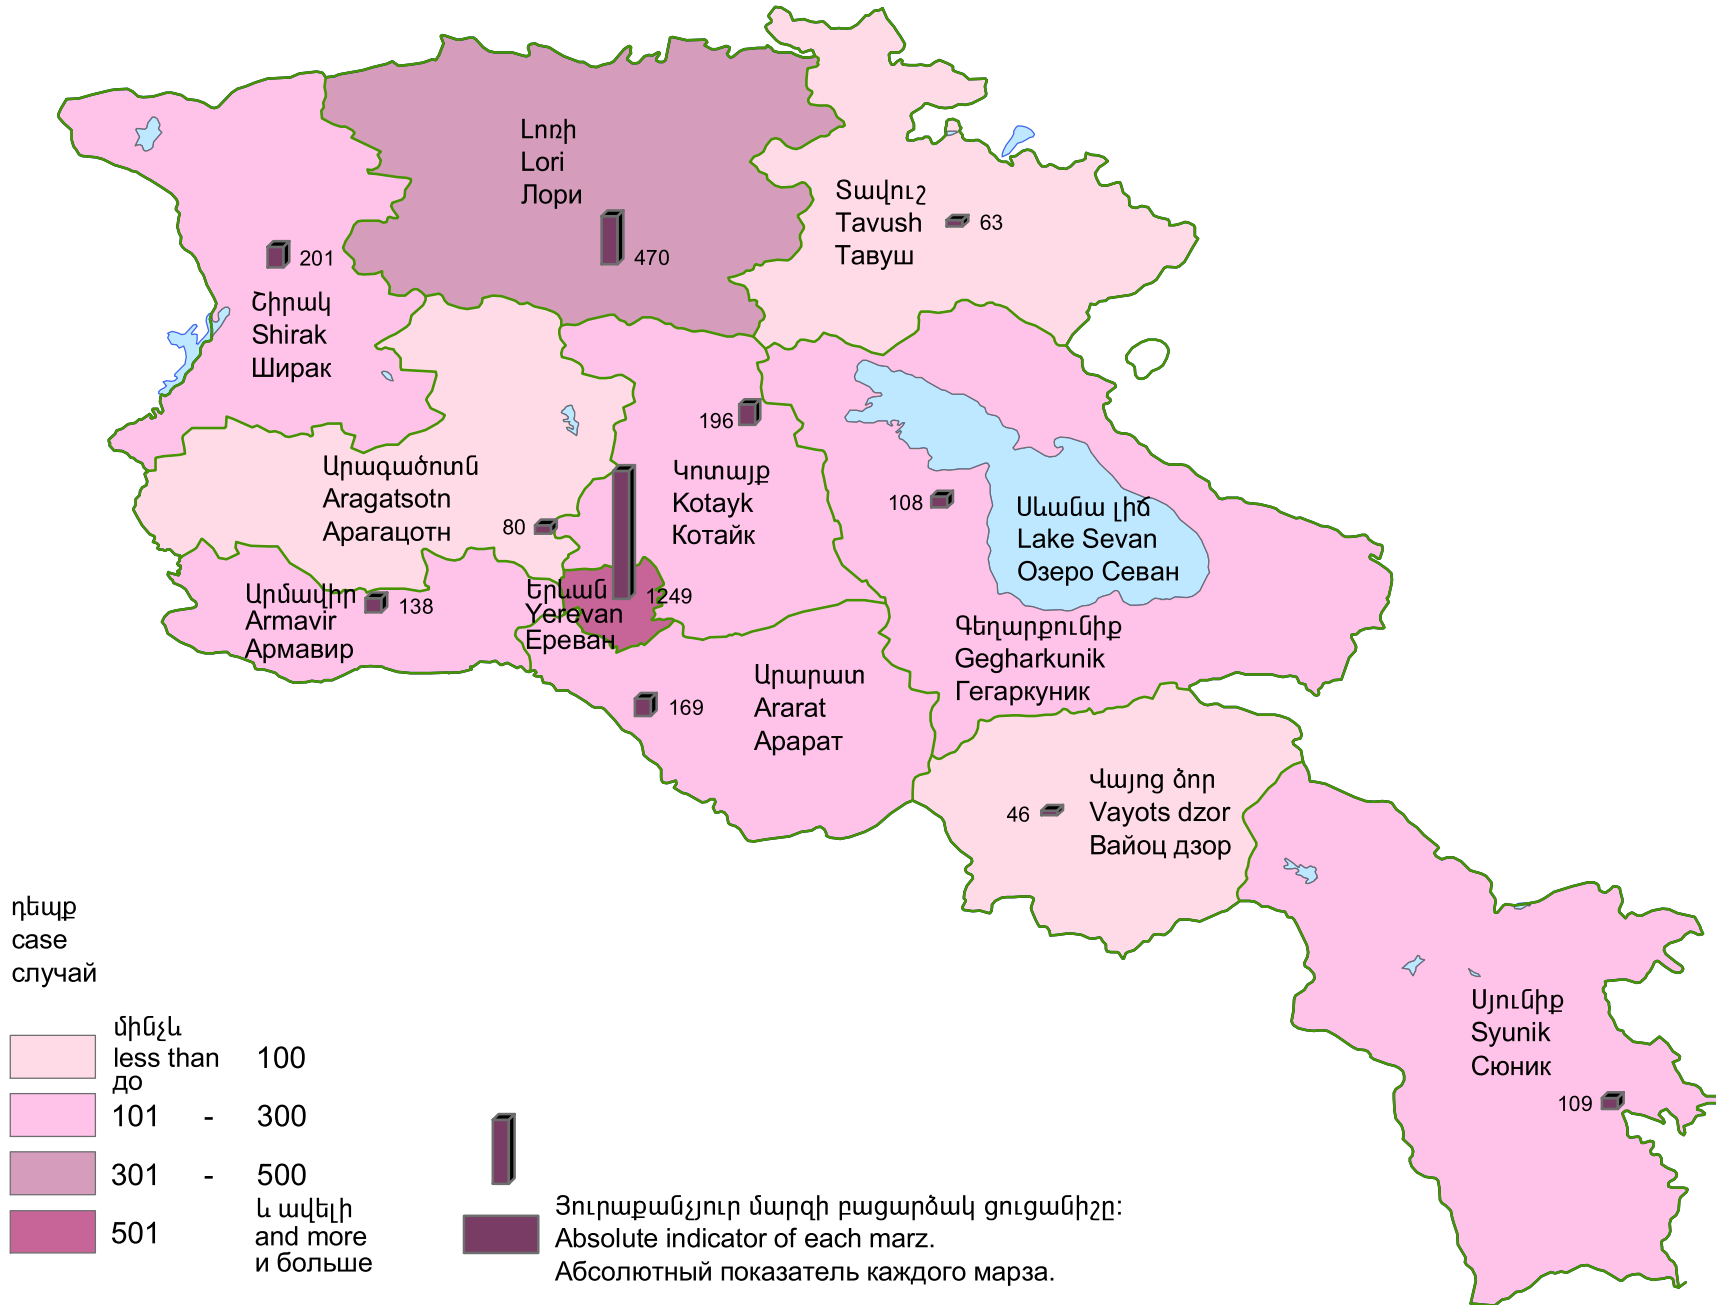 Լոռի
Lori
Лори
470
Տավուշ
Tavush
Тавуш
63
201
Շիրակ
Shirak
Ширак
196
Կոտայք
Kotayk
Котайк
Արագածոտն
Aragatsotn
Арагацотн
80
108
Սևանա լիճ
Lake Sevan
Озеро Севан
Արմավիր
Armavir
Армавир
138
Երևան
Yerevan
Ереван
1249
Գեղարքունիք
Gegharkunik
Гегаркуник
169
Արարատ
Ararat
Арарат
46
Վայոց ձոր
Vayots dzor
Вайоц дзор
Սյունիք
Syunik
Сюник
109
դեպք
case
случай
մինչև
less than 100
до
101 - 300
301 - 500
501
և ավելի
and more
и больше
Յուրաքանչյուր մարզի բացարձակ ցուցանիշը:
Absolute indicator of each marz.
Абсолютный показатель каждого марза.